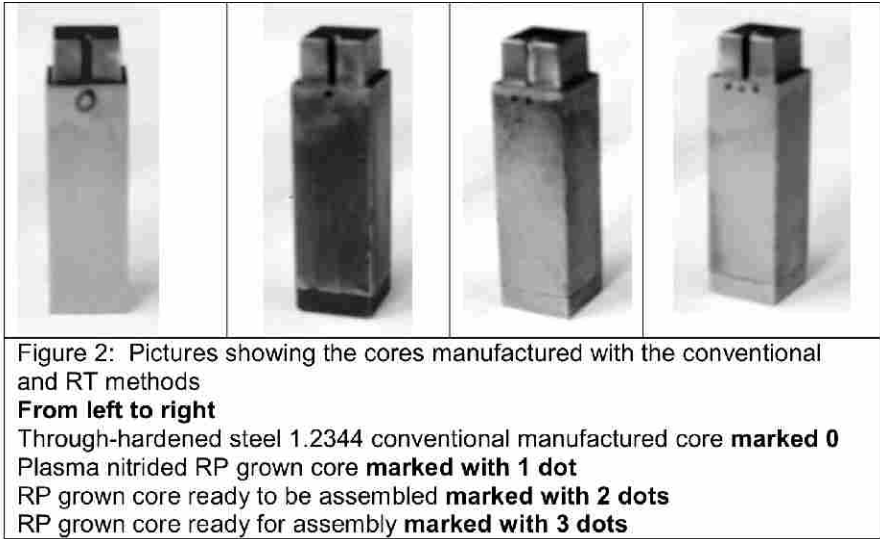 Figure 2:  Pictures showing the cores manufactured with the conventional
and RT methods
From left to right
Through-hardened steel 1.2344 conventional manufactured core marked 0
Plasma nitrided RP grown core marked with 1 dot
RP grown core ready to be assembled marked with 2 dots
RP grown core ready for assembly marked with 3 dots